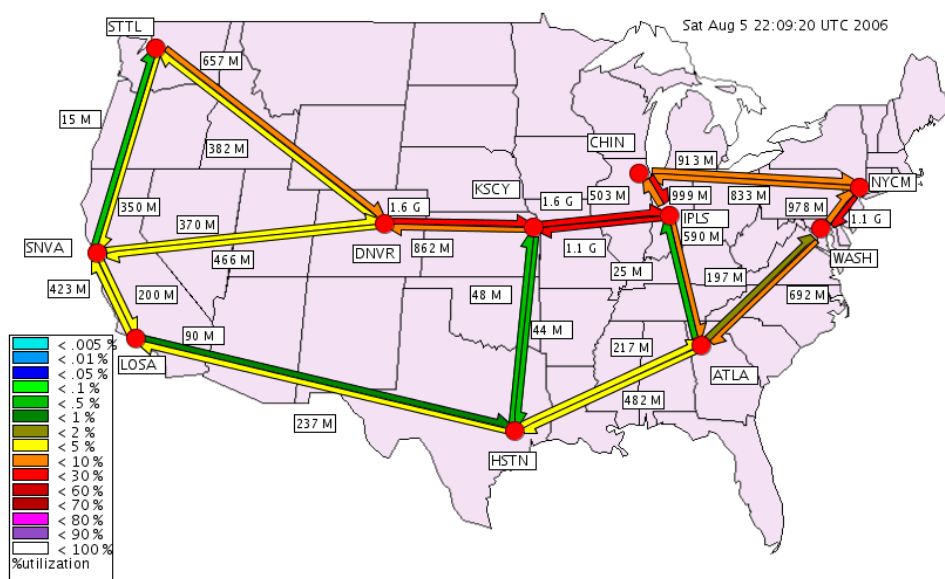 Sat Aug 5 22:09:20 UTC 2006
STTL
657 M
15 M
382 M
CHIN
913 M
KSCY
503 M
999 M
833 M
NYCM
1.6 G
1.6 G
978 M
1.1 G
350 M
370 M
IPLS
SNVA
466 M
DNVR
862 M
1.1 G
590 M
WASH
423 M
200 M
48 M
25 M
197 M
692 M
90 M
44 M
217 M
LOSA
ATLA
237 M
482 M
HSTN
< .005 %
< .01 %
< .05 %
< .1 %
< .5 %
< 1 %
< 2 %
< 5 %
< 10 %
< 30 %
< 60 %
< 70 %
< 80 %
< 90 %
< 100 %
%utilization